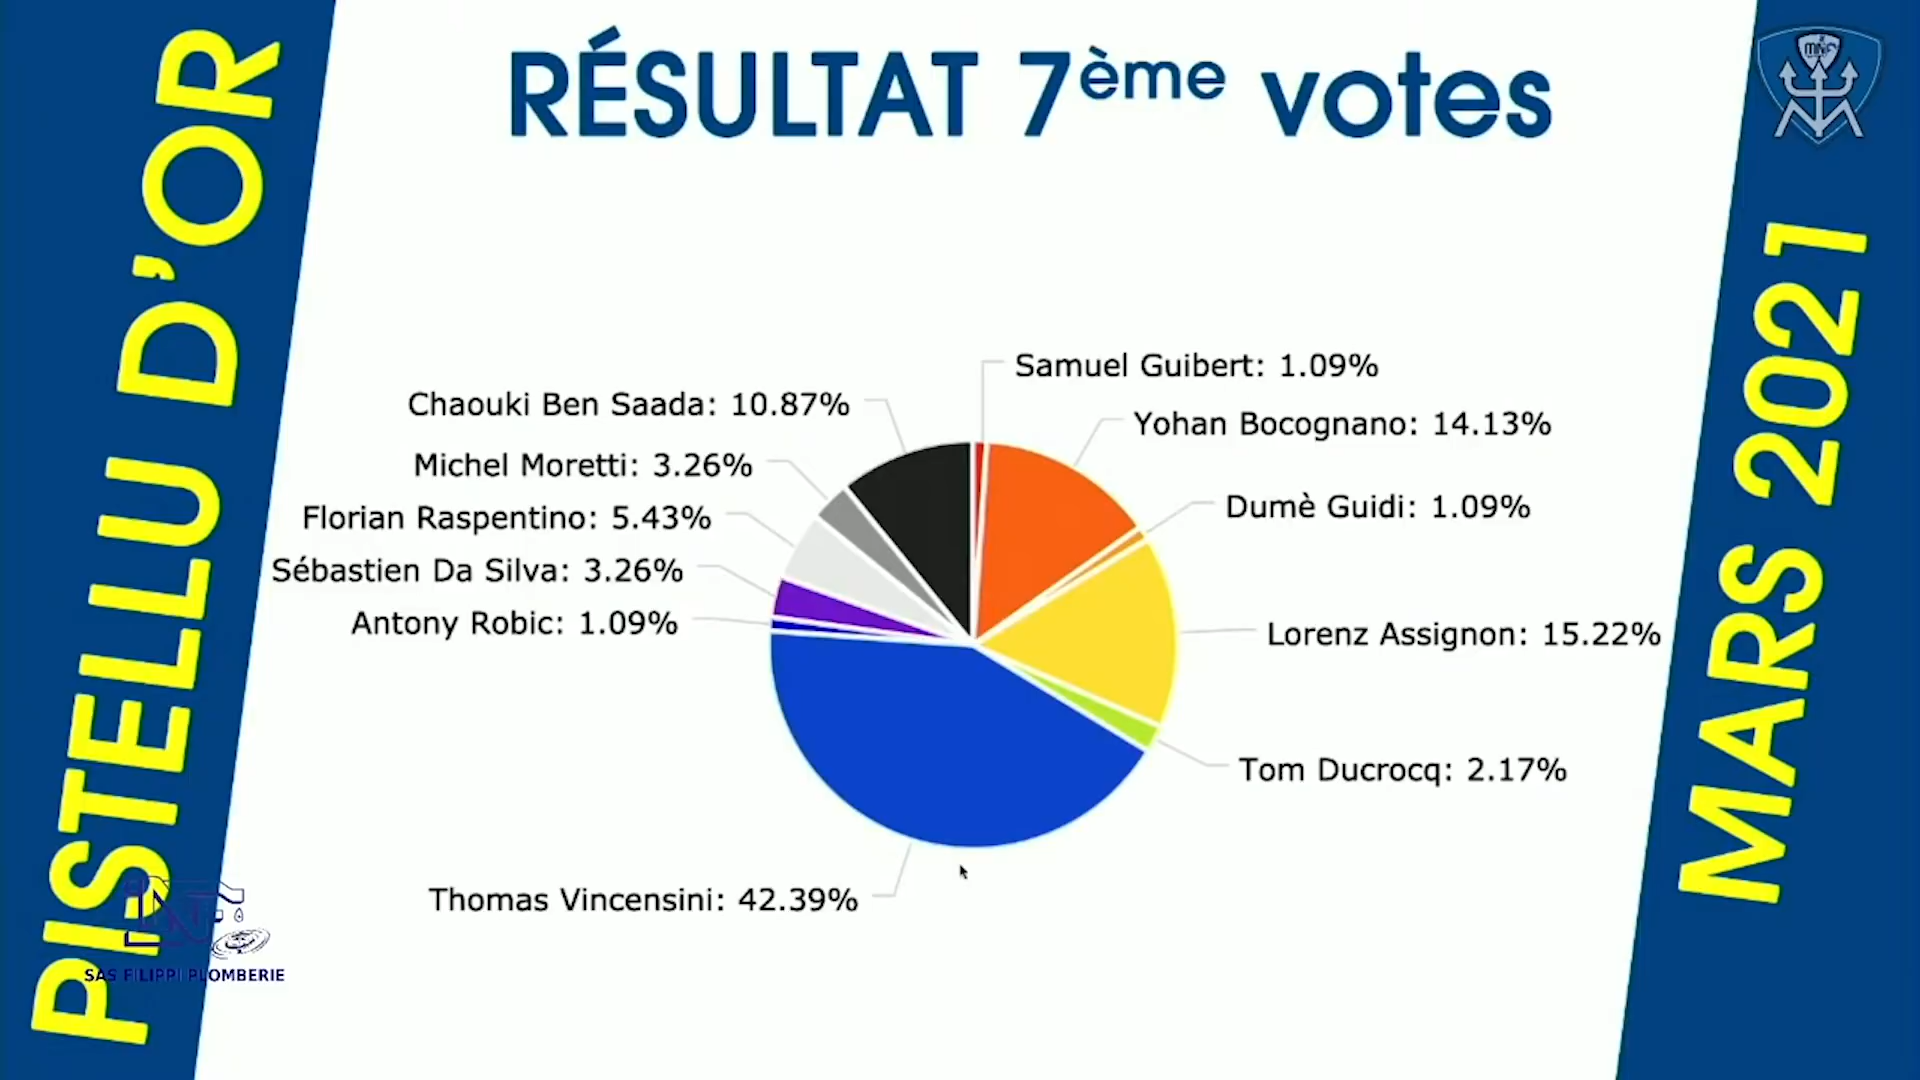 RÉSULTAT 7ème votes
PISTELLU D'OR
MARS 2021
Samuel Guibert: 1.09%
Yohan Bocognano: 14.13%
Dumè Guidi: 1.09%
Lorenz Assignon: 15.22%
Tom Ducrocq: 2.17%
Thomas Vincensini: 42.39%
Antony Robic: 1.09%
Sébastien Da Silva: 3.26%
Florian Raspentino: 5.43%
Michel Moretti: 3.26%
Chaouki Ben Saada: 10.87%
SAS FILIPPI PLOMBERIE